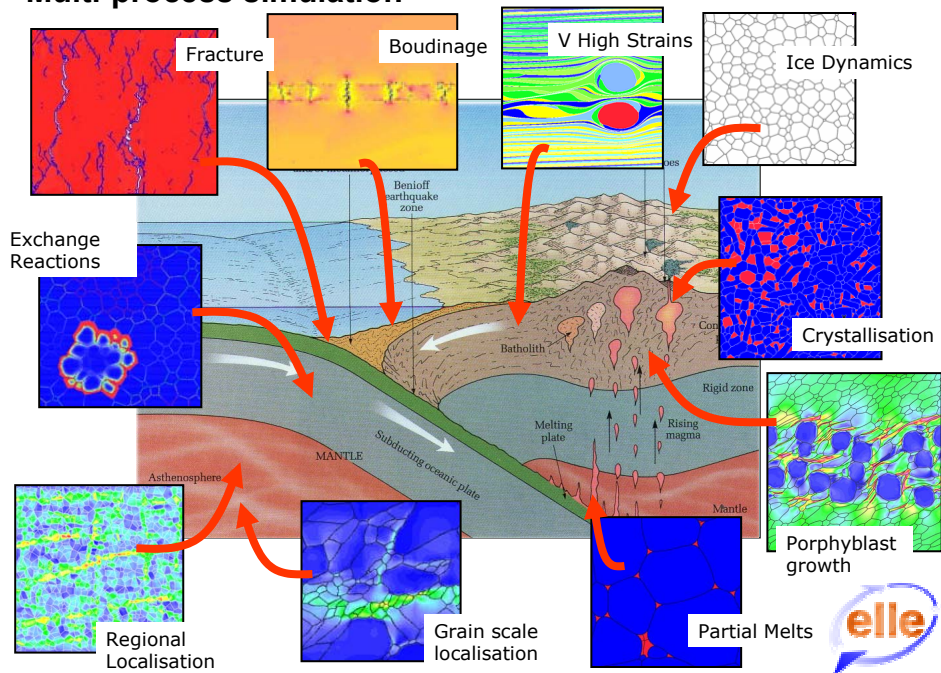 Multi-process simulation
Fracture
Boudinage
V High Strains
Ice Dynamics
Benioff
earthquake
zone
Exchange
Reactions
Crystallisation
Batholith
Rigid zone
Melting
plate
Rising
magma
Subducting oceanic plate
MANTLE
Asthenosphere
Mantle
Porphyblast
growth
Regional
Localisation
Grain scale
localisation
Partial Melts
elle